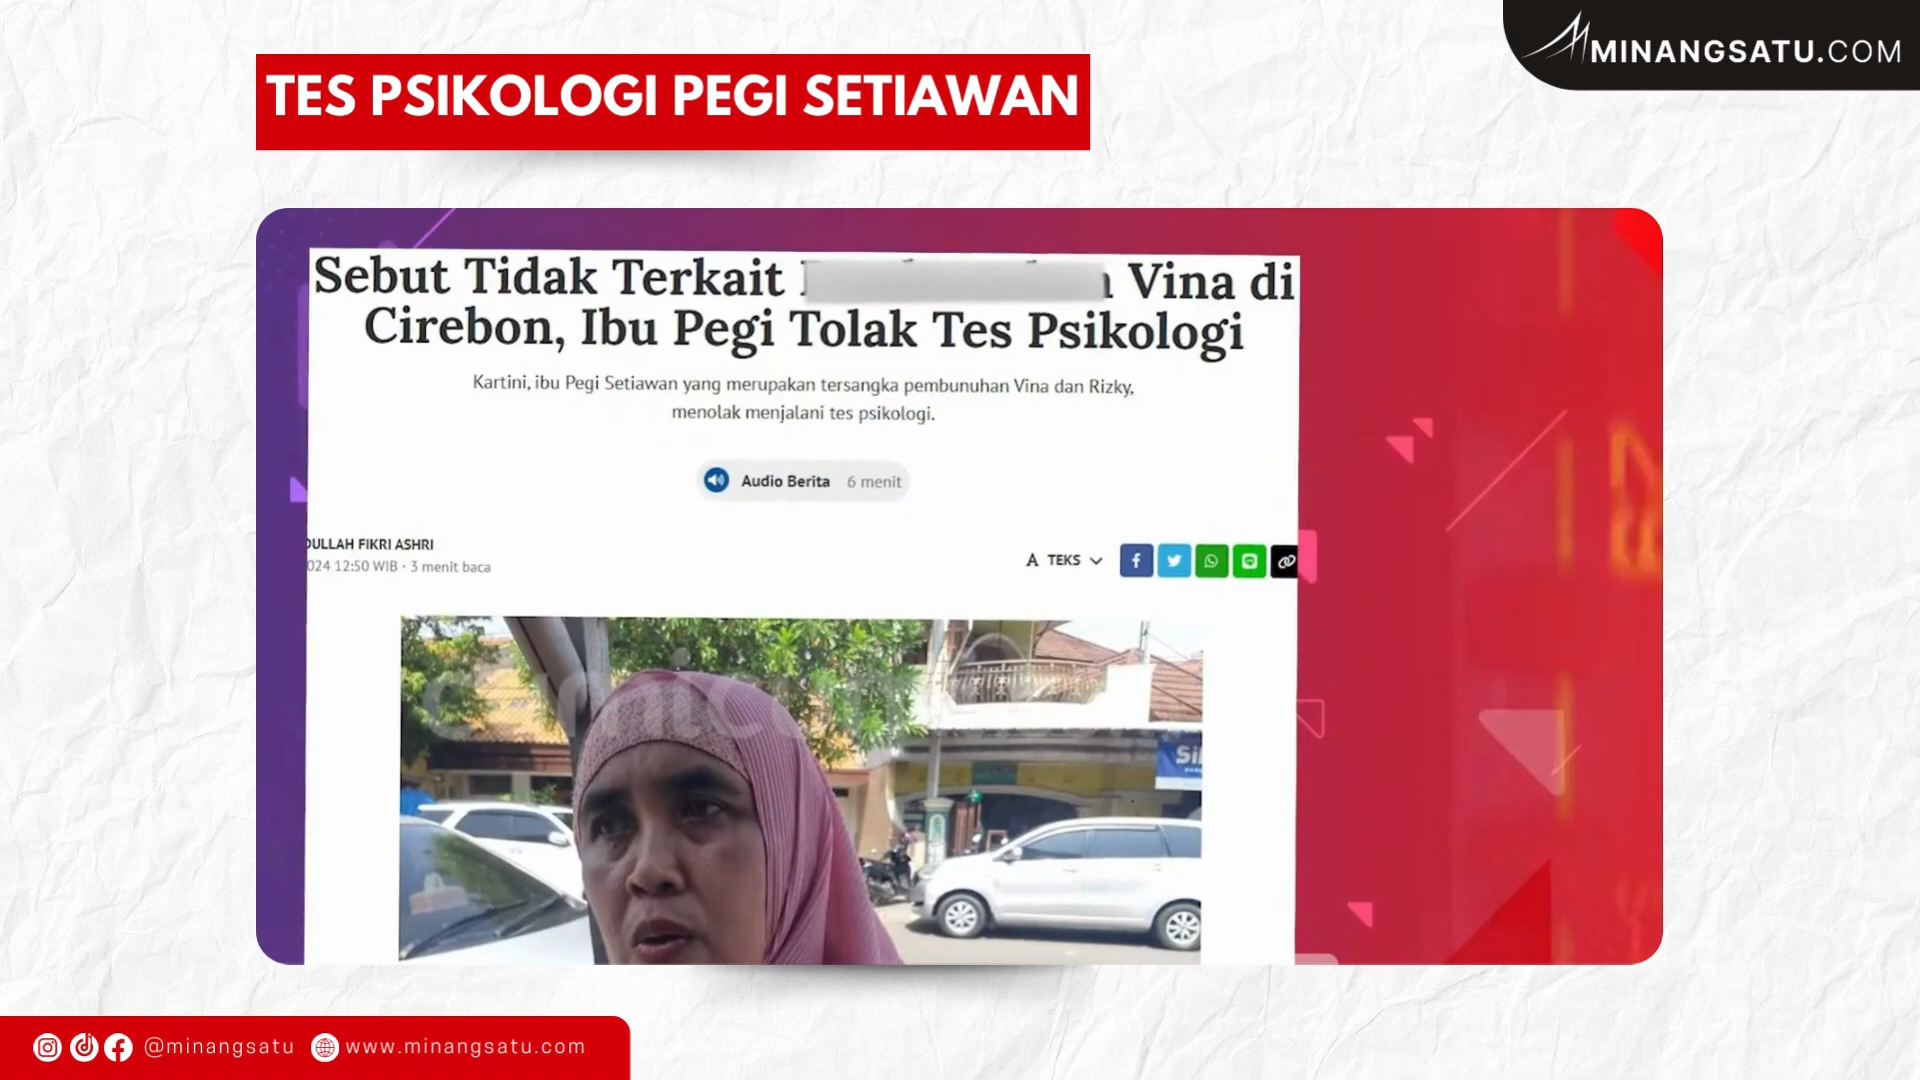 MINANGSATU.COM
TES PSIKOLOGI PEGI SETIAWAN
Sebut Tidak Terkait Vina di
Cirebon, Ibu Pegi Tolak Tes Psikologi
Kartini, ibu Pegi Setiawan yang merupakan tersangka pembunuhan Vina dan Rizky,
menolak menjalani tes psikologi.
Audio Berita 6 menit
DULLAH FIKRI ASHRI
024 12:50 WIB · 3 menit baca
A TEKS
@minangsatu www.minangsatu.com